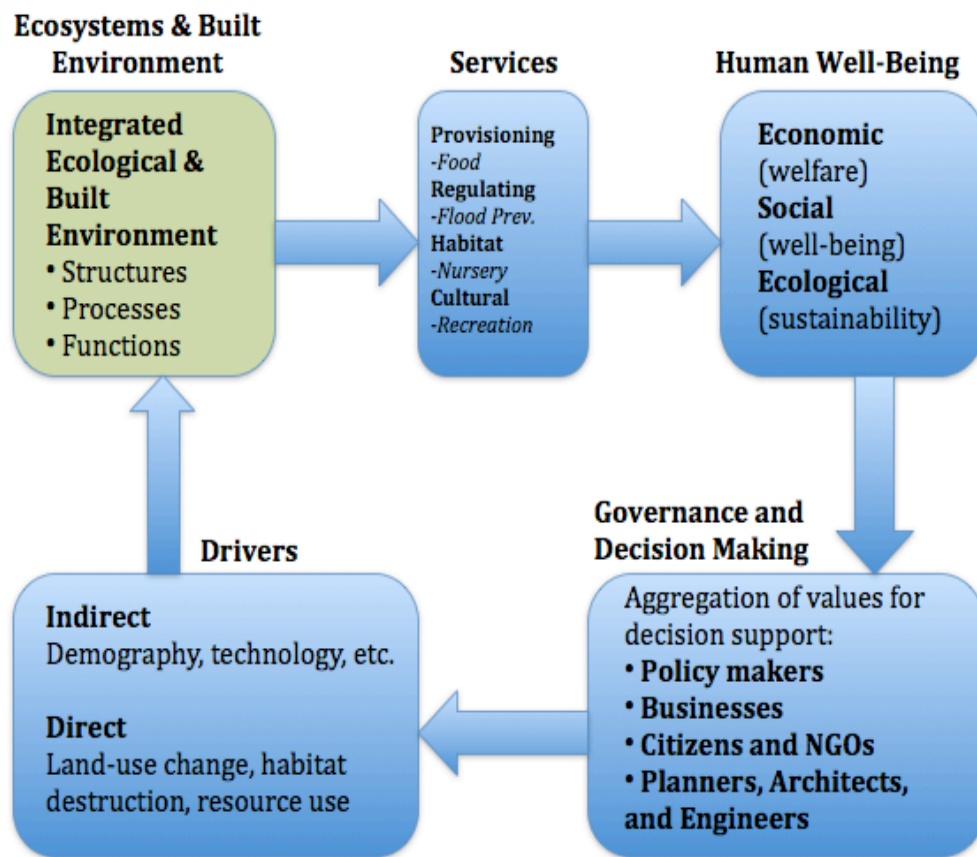 Ecosystems & Built
Environment
Integrated
Ecological &
Built
Environment
• Structures
• Processes
• Functions
Services
Provisioning
-Food
Regulating
-Flood Prev.
Habitat
-Nursery
Cultural
-Recreation
Human Well-Being
Economic
(welfare)
Social
(well-being)
Ecological
(sustainability)
Governance and
Decision Making
Aggregation of values for
decision support:
• Policy makers
• Businesses
• Citizens and NGOs
• Planners, Architects,
and Engineers
Drivers
Indirect
Demography, technology, etc.
Direct
Land-use change, habitat
destruction, resource use